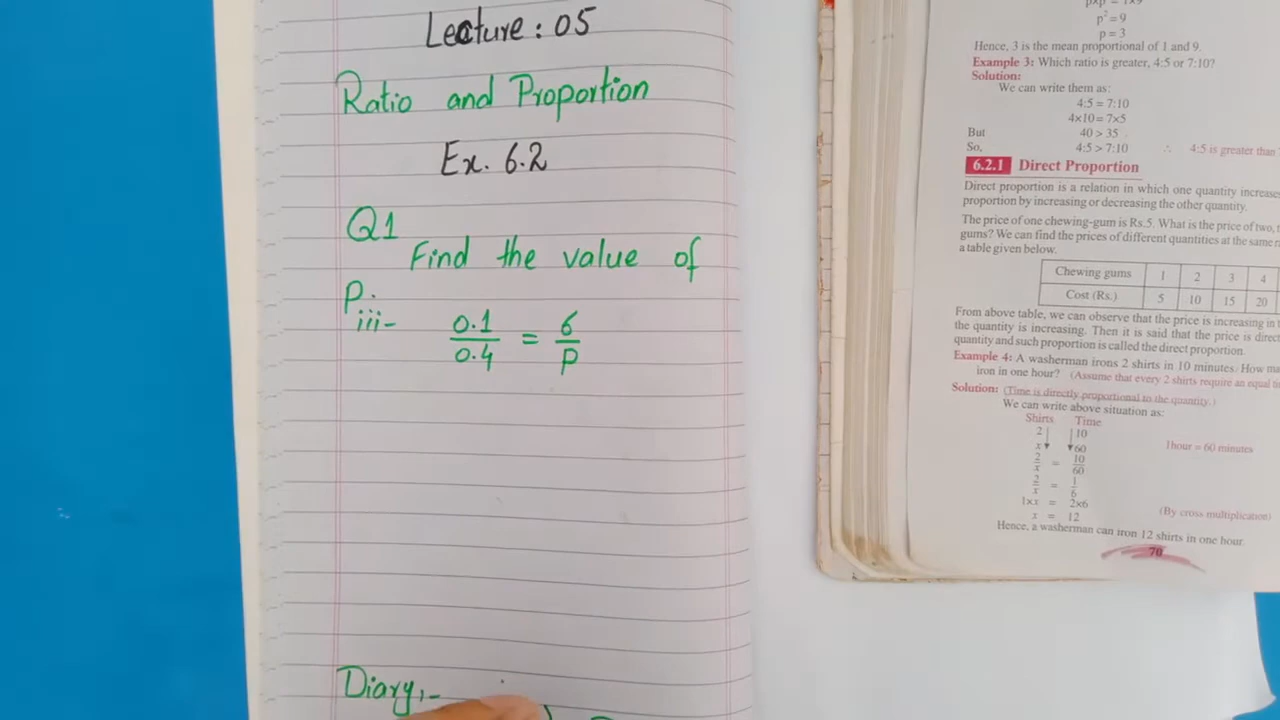 Lecture : 05
Ratio and Proportion
Ex. 6.2
Q1
Find the value of
P.
iii- 0.1/0.4 = 6/P
Diary:-
p×p = 1×9
p² = 9
p = 3
Hence, 3 is the mean proportional of 1 and 9.
Example 3: Which ratio is greater, 4:5 or 7:10?
Solution:
We can write them as:
4:5 = 7:10
4×10 = 7×5
But 40 > 35
So, 4:5 > 7:10 ∴ 4:5 is greater than
6.2.1 Direct Proportion
Direct proportion is a relation in which one quantity increases
proportion by increasing or decreasing the other quantity.
The price of one chewing-gum is Rs.5. What is the price of two,
gums? We can find the prices of different quantities at the same
a table given below.
Chewing gums 1 2 3 4
Cost (Rs.) 5 10 15 20
From above table, we can observe that the price is increasing in
the quantity is increasing. Then it is said that the price is
quantity and such proportion is called the direct proportion.
Example 4: A washerman irons 2 shirts in 10 minutes. How
iron in one hour? (Assume that every 2 shirts require an equal
Solution: (Time is directly proportional to the quantity.)
We can write above situation as:
Shirts Time
2 10
x 60 1hour = 60 minutes
2/x = 10/60
2/x = 1/6
1×x = 2×6 (By cross multiplication)
x = 12
Hence, a washerman can iron 12 shirts in one hour.
70